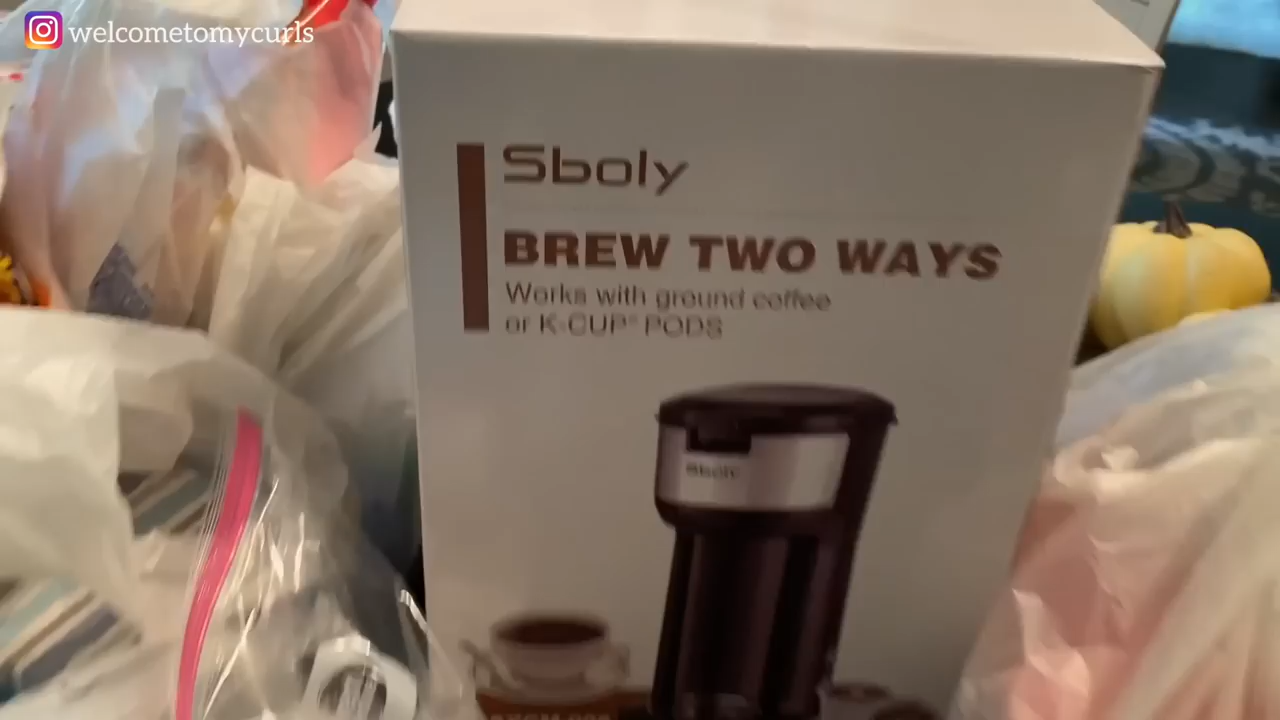 welcometomycurls
Sboly
BREW TWO WAYS
Works with ground coffee
or K-CUP® PODS
Sboly